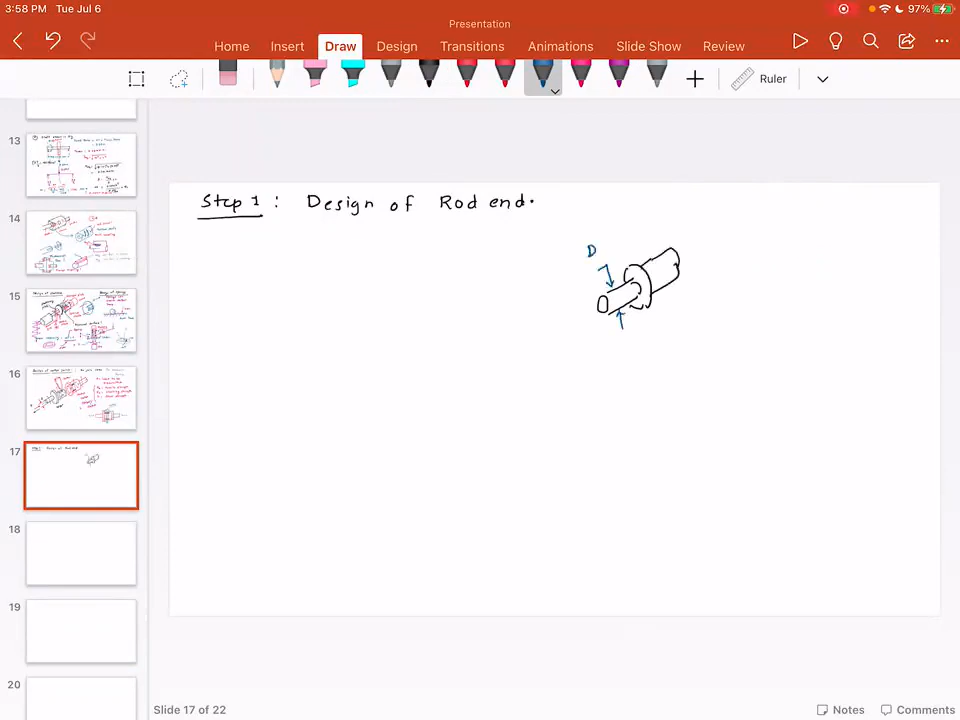 3:58 PM Tue Jul 6
97%
Presentation
Home Insert Draw Design Transitions Animations Slide Show Review
Ruler
13
14
15
16
17
18
19
20
Step 1 : Design of Rod end.
D
Slide 17 of 22
Notes Comments